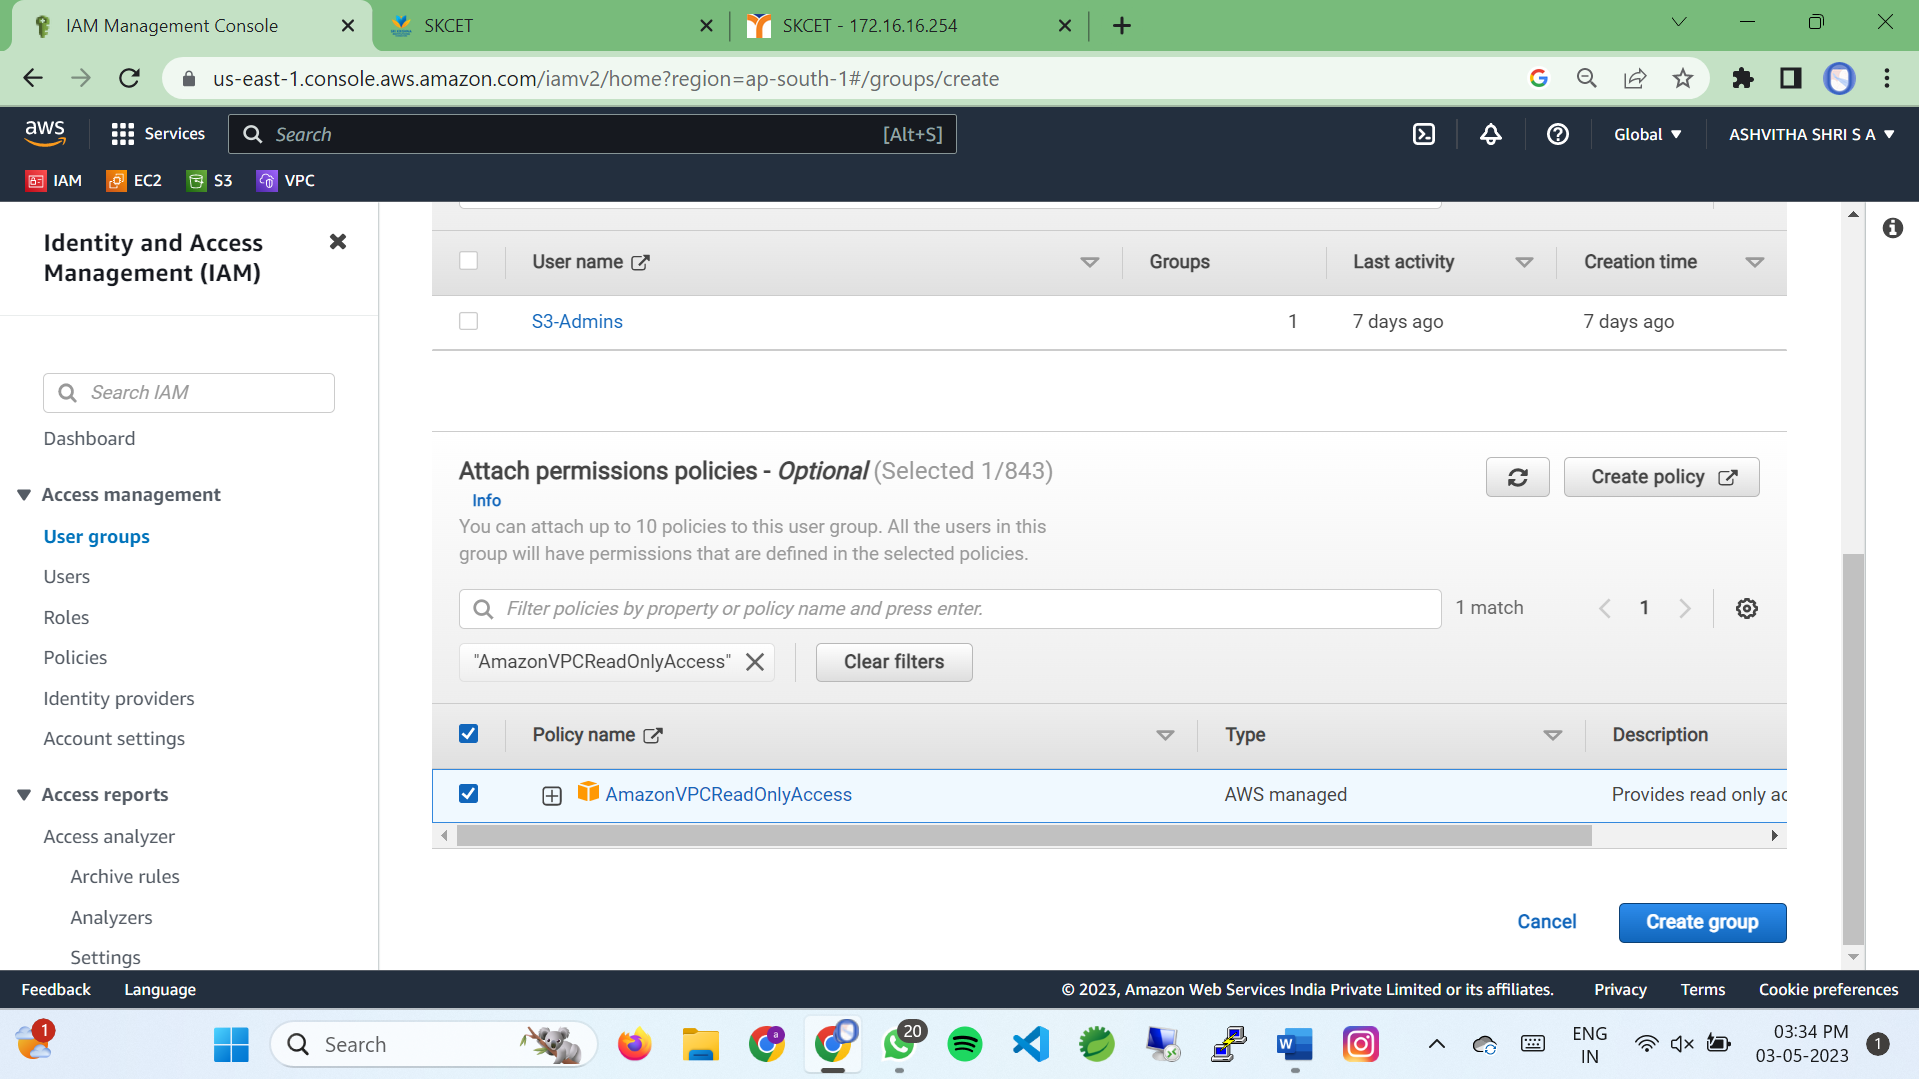 IAM Management Console
SKCET
SKCET - 172.16.16.254
us-east-1.console.aws.amazon.com/iamv2/home?region=ap-south-1#/groups/create
aws
Services
Search
[Alt+S]
Global
ASHVITHA SHRI S A
IAM
EC2
S3
VPC
Identity and Access
Management (IAM)
Search IAM
Dashboard
Access management
User groups
Users
Roles
Policies
Identity providers
Account settings
Access reports
Access analyzer
Archive rules
Analyzers
Settings
User name
Groups
Last activity
Creation time
S3-Admins
1
7 days ago
7 days ago
Attach permissions policies - Optional (Selected 1/843)
Info
Create policy
You can attach up to 10 policies to this user group. All the users in this
group will have permissions that are defined in the selected policies.
Filter policies by property or policy name and press enter.
1 match
1
"AmazonVPCReadOnlyAccess"
Clear filters
Policy name
Type
Description
AmazonVPCReadOnlyAccess
AWS managed
Provides read only ac
Cancel
Create group
Feedback
Language
© 2023, Amazon Web Services India Private Limited or its affiliates.
Privacy
Terms
Cookie preferences
1
Search
a
20
W
ENG
IN
03:34 PM
03-05-2023
1